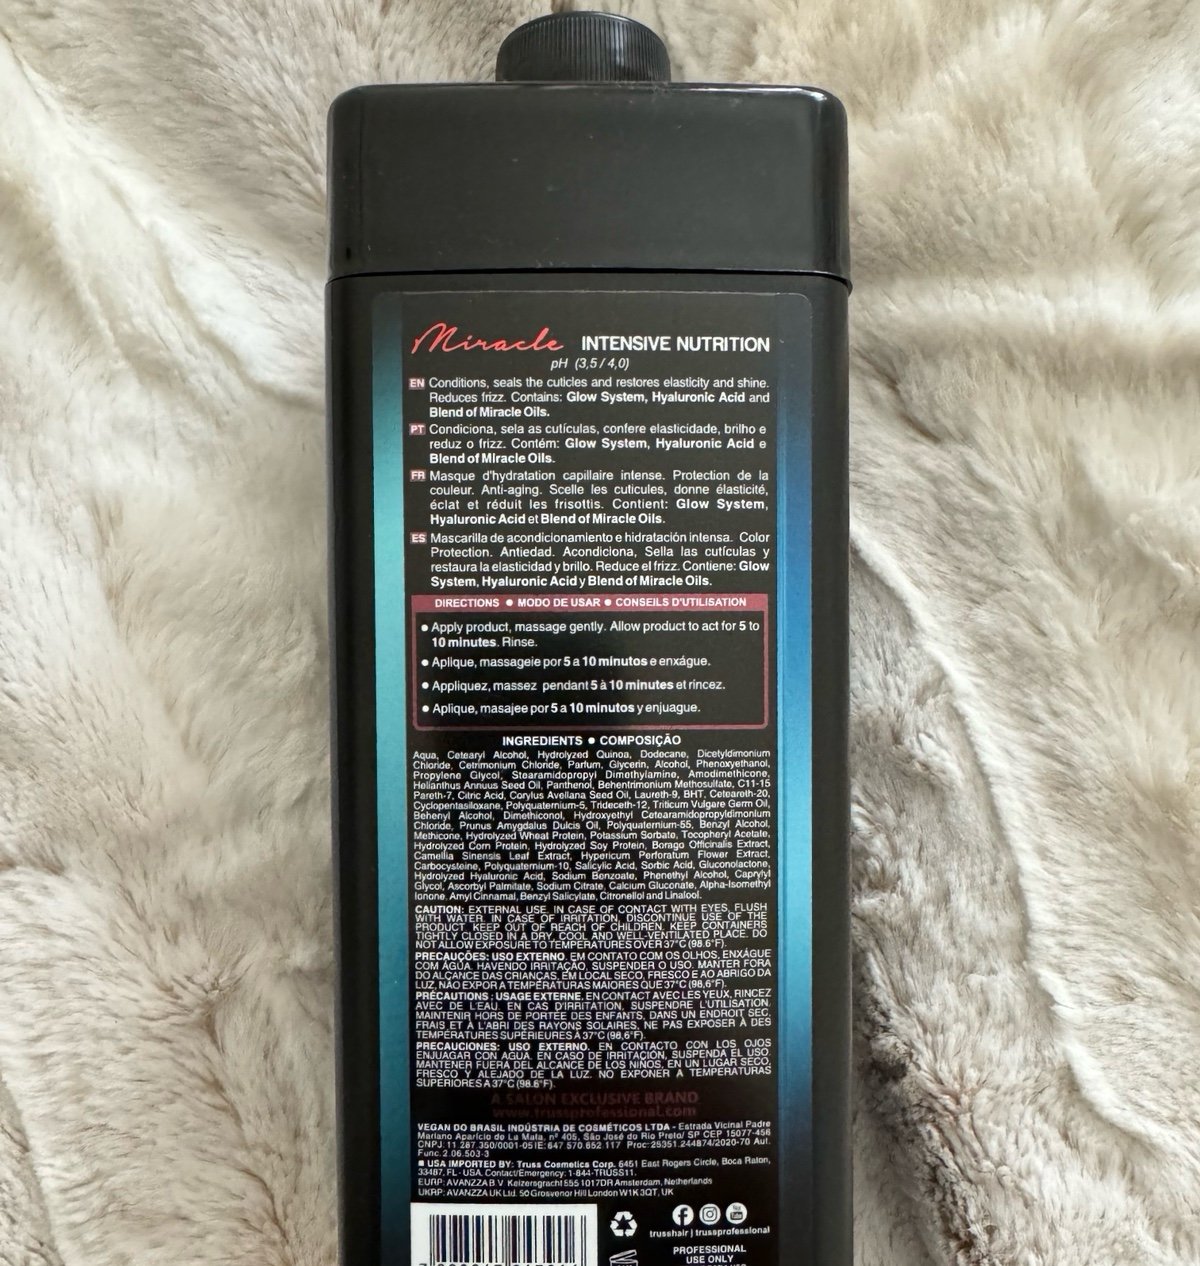 Miracle INTENSIVE NUTRITION
pH (3,5 / 4,0)
EN Conditions, seals the cuticles and restores elasticity and shine.
Reduces frizz. Contains: Glow System, Hyaluronic Acid and
Blend of Miracle Oils.
PT Condiciona, sela as cutículas, confere elasticidade, brilho e
reduz o frizz. Contém: Glow System, Hyaluronic Acid e
Blend of Miracle Oils.
FR Masque d'hydratation capillaire intense. Protection de la
couleur. Anti-aging. Scelle les cuticules, donne élasticité,
éclat et réduit les frisottis. Contient: Glow System,
Hyaluronic Acid et Blend of Miracle Oils.
ES Mascarilla de acondicionamiento e hidratación intensa. Color
Protection. Antiedad. Acondiciona, Sella las cutículas y
restaura la elasticidad y brillo. Reduce el frizz. Contiene: Glow
System, Hyaluronic Acid y Blend of Miracle Oils.
DIRECTIONS ● MODO DE USAR ● CONSEILS D'UTILISATION
● Apply product, massage gently. Allow product to act for 5 to
10 minutes. Rinse.
● Aplique, massageie por 5 a 10 minutos e enxágue.
● Appliquez, massez pendant 5 à 10 minutes et rincez.
● Aplique, masajee por 5 a 10 minutos y enjuague.
INGREDIENTS ● COMPOSIÇÃO
Aqua, Cetearyl Alcohol, Hydrolyzed Quinoa, Dodecane, Dicetyldimonium
Chloride, Cetrimonium Chloride, Parfum, Glycerin, Alcohol, Phenoxyethanol,
Propylene Glycol, Stearamidopropyl Dimethylamine, Amodimethicone,
Helianthus Annuus Seed Oil, Panthenol, Behentrimonium Methosulfate, C11-15
Pareth-7, Citric Acid, Corylus Avellana Seed Oil, Laureth-9, BHT, Ceteareth-20,
Cyclopentasiloxane, Polyquaternium-5, Trideceth-12, Triticum Vulgare Germ Oil,
Behenyl Alcohol, Dimethiconol, Hydroxyethyl Cetearamidopropyldimonium
Chloride, Prunus Amygdalus Dulcis Oil, Polyquaternium-55, Benzyl Alcohol,
Methicone, Hydrolyzed Wheat Protein, Potassium Sorbate, Tocopheryl Acetate,
Hydrolyzed Corn Protein, Hydrolyzed Soy Protein, Borago Officinalis Extract,
Camellia Sinensis Leaf Extract, Hypericum Perforatum Flower Extract,
Carbocysteine, Polyquaternium-10, Salicylic Acid, Sorbic Acid, Gluconolactone,
Hydrolyzed Hyaluronic Acid, Sodium Benzoate, Phenethyl Alcohol, Caprylyl
Glycol, Ascorbyl Palmitate, Sodium Citrate, Calcium Gluconate, Alpha-Isomethyl
Ionone, Amyl Cinnamal, Benzyl Salicylate, Citronellol and Linalool.
CAUTION: EXTERNAL USE. IN CASE OF CONTACT WITH EYES, FLUSH
WITH WATER. IN CASE OF IRRITATION, DISCONTINUE USE OF THE
PRODUCT. KEEP OUT OF REACH OF CHILDREN. KEEP CONTAINERS
TIGHTLY CLOSED IN A DRY, COOL AND WELL-VENTILATED PLACE. DO
NOT ALLOW EXPOSURE TO TEMPERATURES OVER 37°C (98.6°F).
PRECAUÇÕES: USO EXTERNO. EM CONTATO COM OS OLHOS, ENXÁGUE
COM ÁGUA. HAVENDO IRRITAÇÃO, SUSPENDER O USO. MANTER FORA
DO ALCANCE DAS CRIANÇAS, EM LOCAL SECO, FRESCO E AO ABRIGO DA
LUZ, NÃO EXPOR A TEMPERATURAS MAIORES QUE 37°C (98,6°F).
PRÉCAUTIONS : USAGE EXTERNE. EN CONTACT AVEC LES YEUX, RINCEZ
AVEC DE L'EAU. EN CAS D'IRRITATION, SUSPENDRE L'UTILISATION.
MAINTENIR HORS DE PORTÉE DES ENFANTS, DANS UN ENDROIT SEC,
FRAIS ET À L'ABRI DES RAYONS SOLAIRES, NE PAS EXPOSER À DES
TEMPÉRATURES SUPÉRIEURES À 37°C (98,6°F).
PRECAUCIONES: USO EXTERNO. EN CONTACTO CON LOS OJOS
ENJUAGAR CON AGUA. EN CASO DE IRRITACIÓN, SUSPENDA EL USO.
MANTENER FUERA DEL ALCANCE DE LOS NIÑOS, EN UN LUGAR SECO,
FRESCO Y ALEJADO DE LA LUZ. NO EXPONER A TEMPERATURAS
SUPERIORES A 37°C (98.6°F).
A SALON EXCLUSIVE BRAND
www.trussprofessional.com
VEGAN DO BRASIL INDÚSTRIA DE COSMÉTICOS LTDA - Estrada Vicinal Padre
Mariano Aparicio de La Mata, nº 405, São José do Rio Preto/ SP CEP 15077-456
CNPJ: 11.287.350/0001-05 IE: 647.570.652.117 Proc: 25351.244874/2020-70 Aut.
Func. 2.06.503-3
■ USA IMPORTED BY: Truss Cosmetics Corp. 6451 East Rogers Circle, Boca Raton,
33487, FL - USA. Contact/Emergency: 1-844-TRUSS11.
EURP: AVANZZA B.V. Keizersgracht 555 1017DR Amsterdam, Netherlands
UKRP: AVANZZA UK Ltd. 50 Grosvenor Hill London W1K 3QT, UK
trusshair | trussprofessional
PROFESSIONAL
USE ONLY